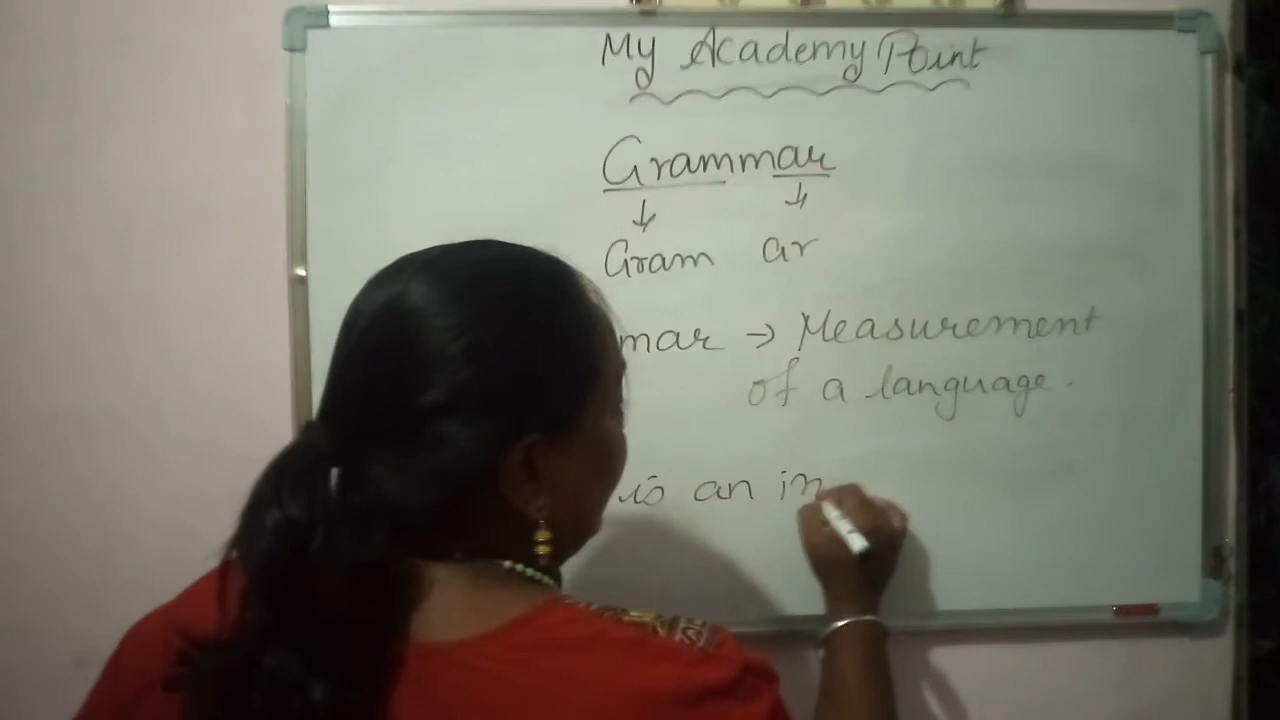 My Academy Point
Grammar
↓ ↓
Gram ar
mar → Measurement
of a language.
is an in